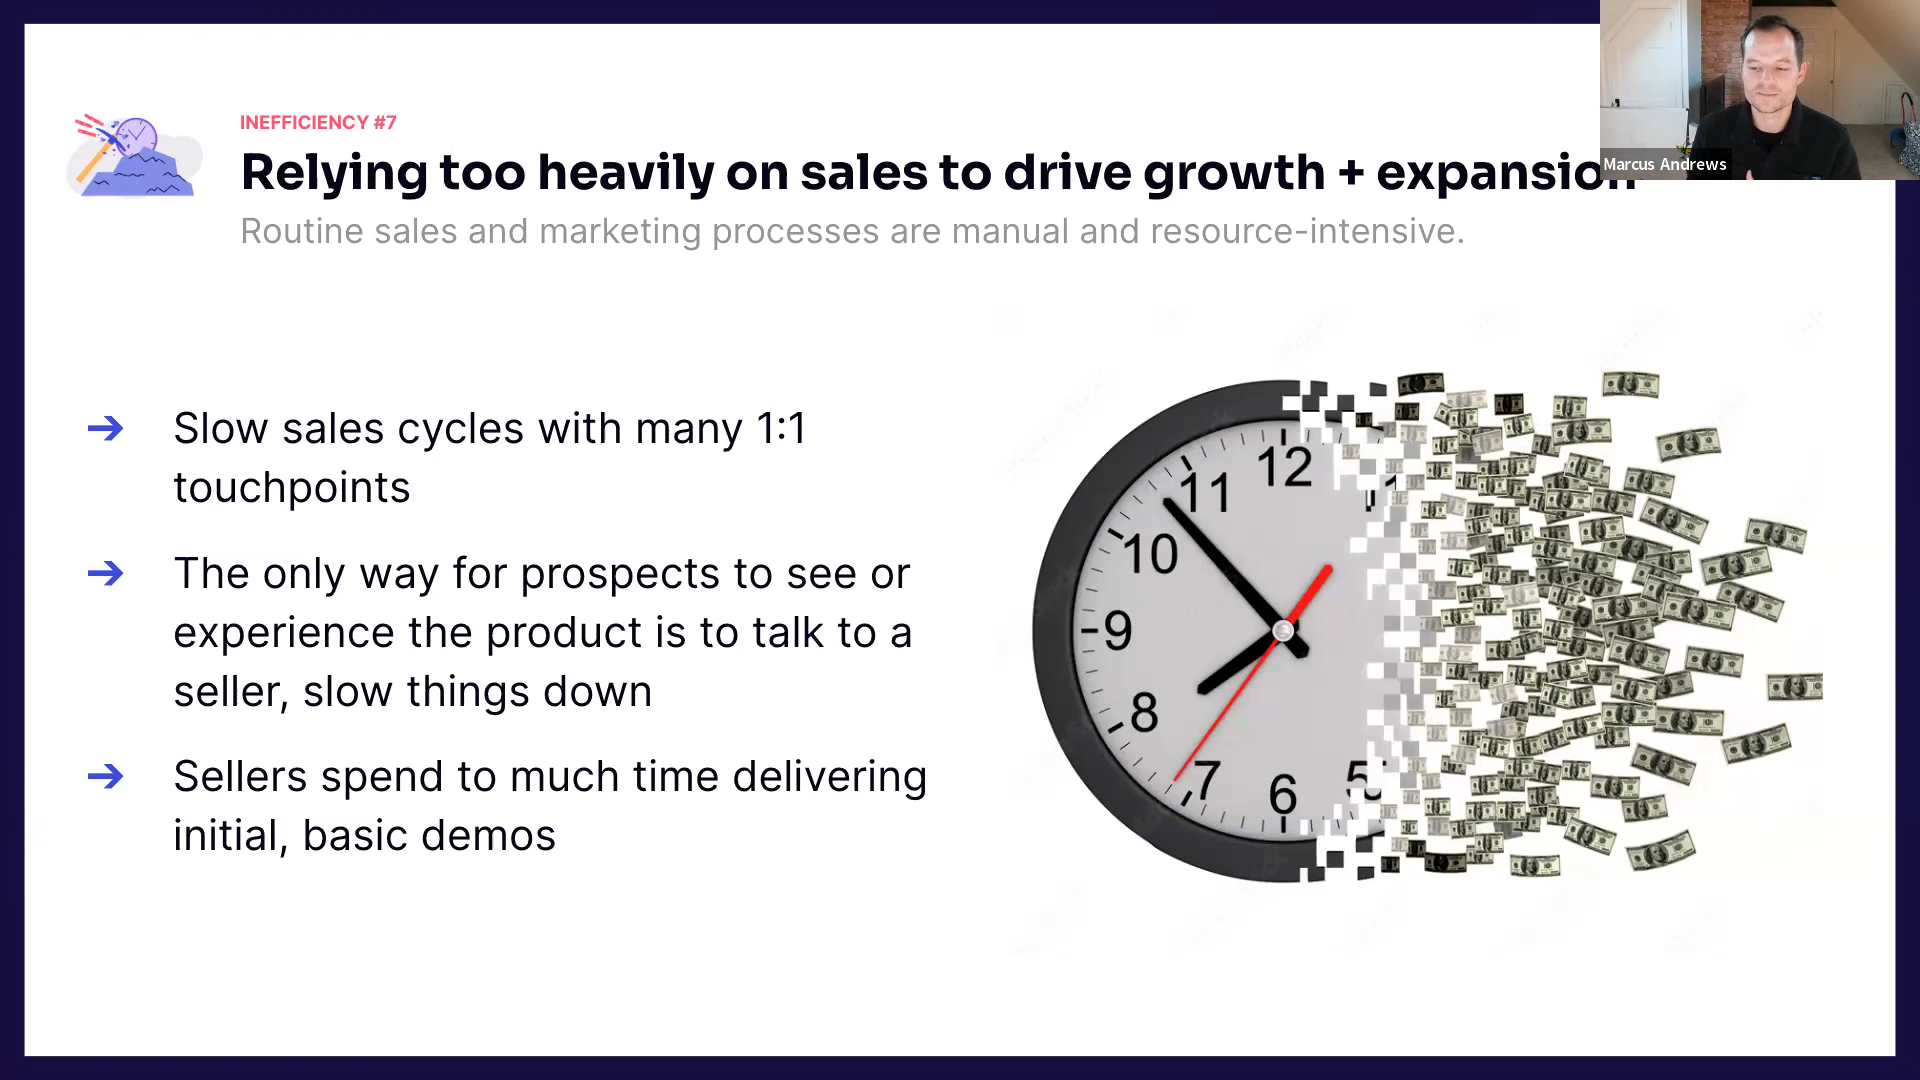 INEFFICIENCY #7
Relying too heavily on sales to drive growth + expansion
Routine sales and marketing processes are manual and resource-intensive.
Marcus Andrews
Slow sales cycles with many 1:1
touchpoints
The only way for prospects to see or
experience the product is to talk to a
seller, slow things down
Sellers spend to much time delivering
initial, basic demos
12
11
10
9
8
7
6
5